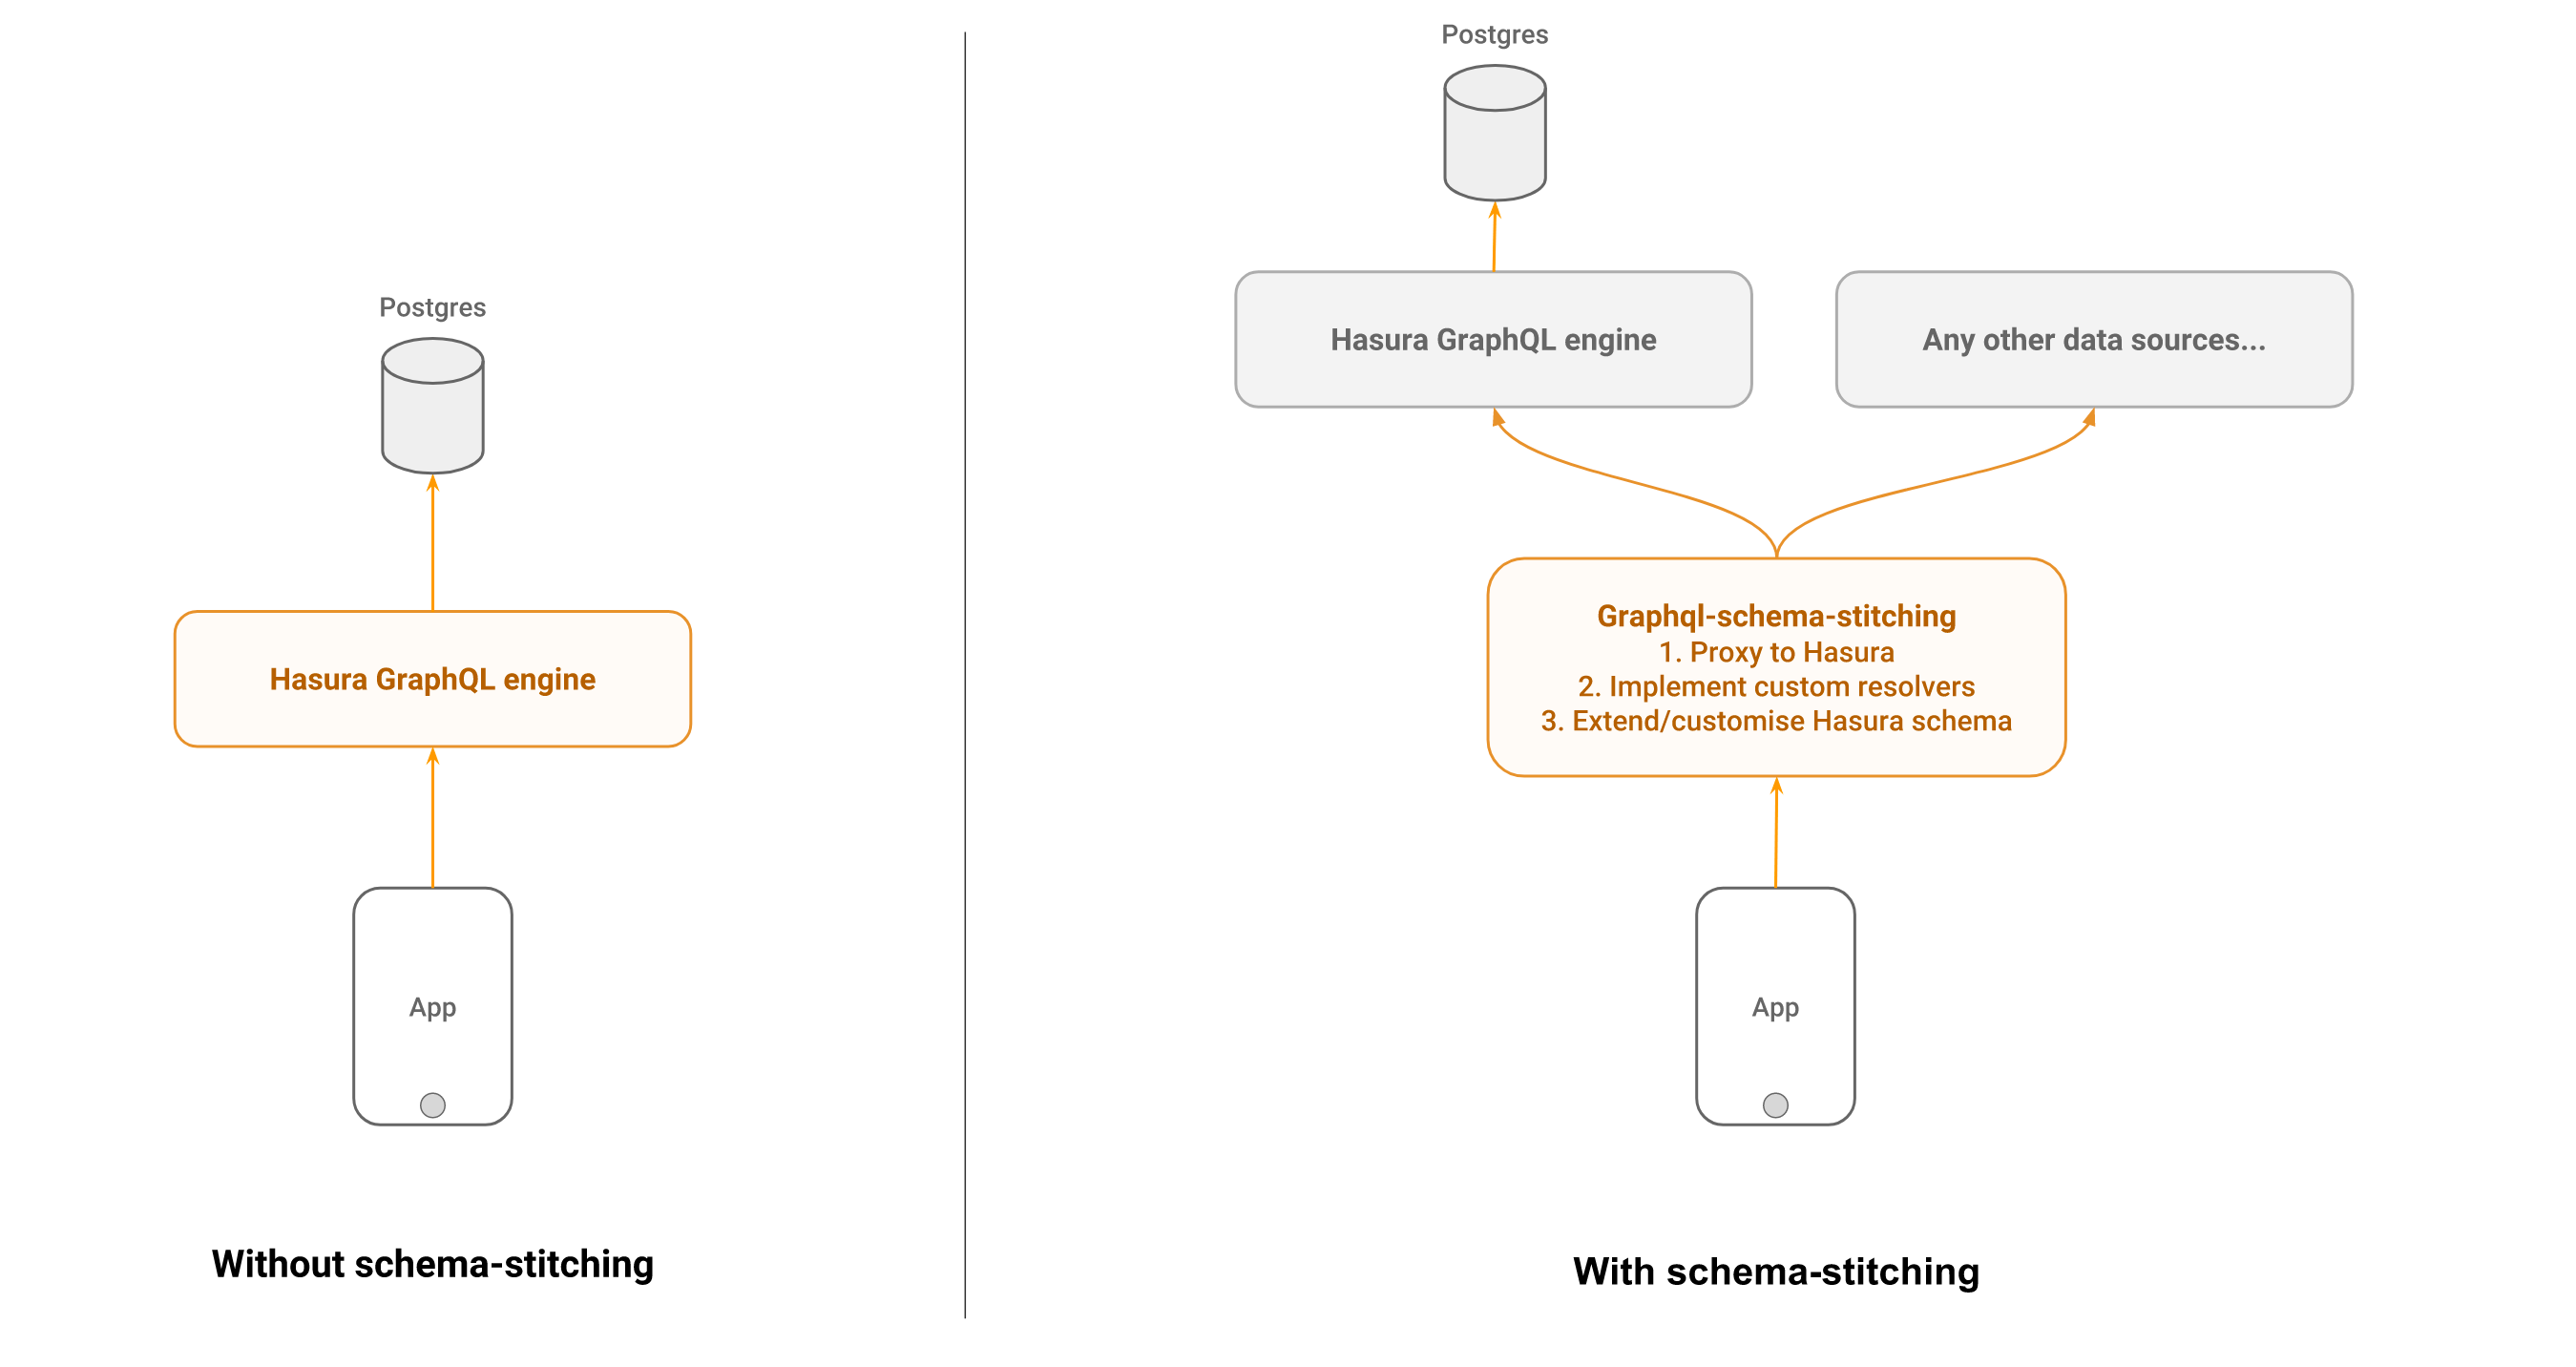 Postgres
Hasura GraphQL engine
App
Without schema-stitching
Postgres
Hasura GraphQL engine
Any other data sources...
Graphql-schema-stitching
1. Proxy to Hasura
2. Implement custom resolvers
3. Extend/customise Hasura schema
App
With schema-stitching